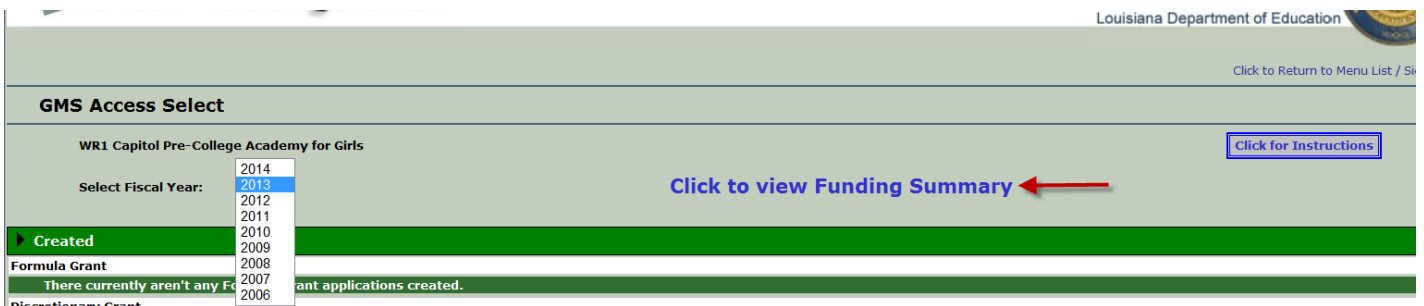 Louisiana Department of Education
Click to Return to Menu List /
GMS Access Select
WR1 Capitol Pre-College Academy for Girls
Click for Instructions
Select Fiscal Year:
2014
2013
2012
2011
2010
2009
2008
2007
2006
Click to view Funding Summary
Created
Formula Grant
There currently aren't any Fo ant applications created.
Discretionary Grant